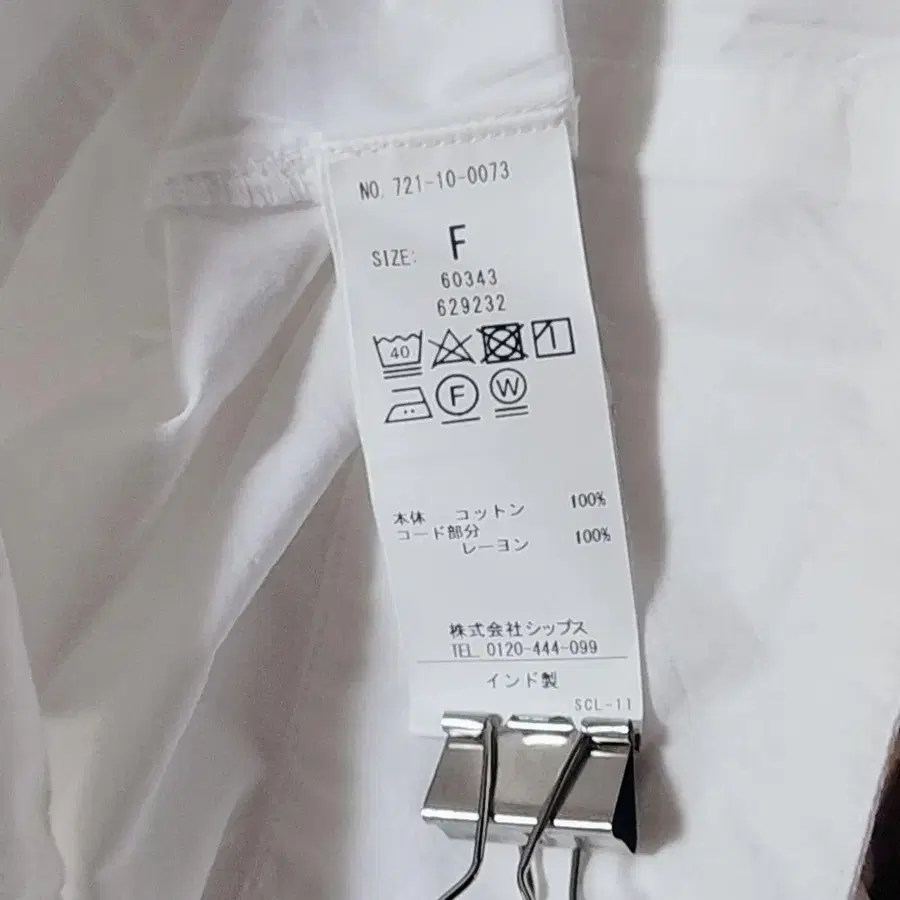 NO. 721-10-0073
SIZE: F
60343
629232
40
F W
本体 コットン 100%
コード部分
レーヨン 100%
株式会社シップス
TEL 0120-444-099
インド製
SCL-11